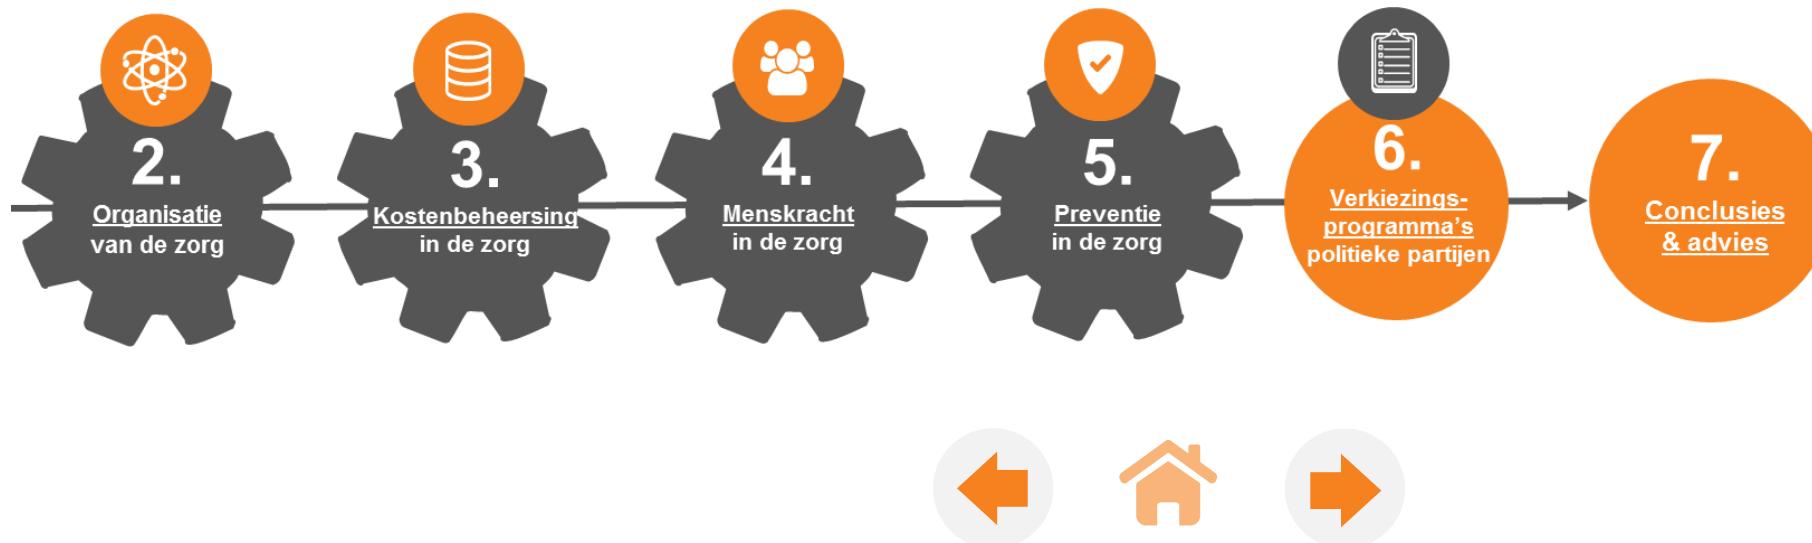 2.
Organisatie
van de zorg
3.
Kostenbeheersing
in de zorg
4.
Menskracht
in de zorg
5.
Preventie
in de zorg
6.
Verkiezings-
programma's
politieke partijen
7.
Conclusies
& advies